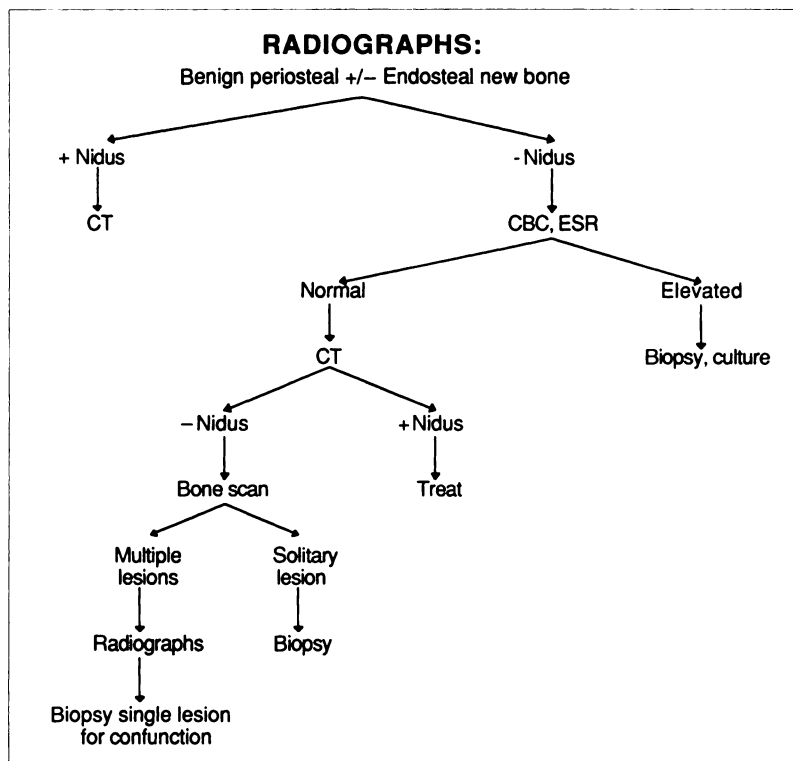 RADIOGRAPHS:
Benign periosteal +/− Endosteal new bone
+ Nidus
- Nidus
CT
CBC, ESR
Normal
Elevated
CT
Biopsy, culture
− Nidus
+ Nidus
Bone scan
Treat
Multiple
lesions
Solitary
lesion
Radiographs
Biopsy
Biopsy single lesion
for confunction